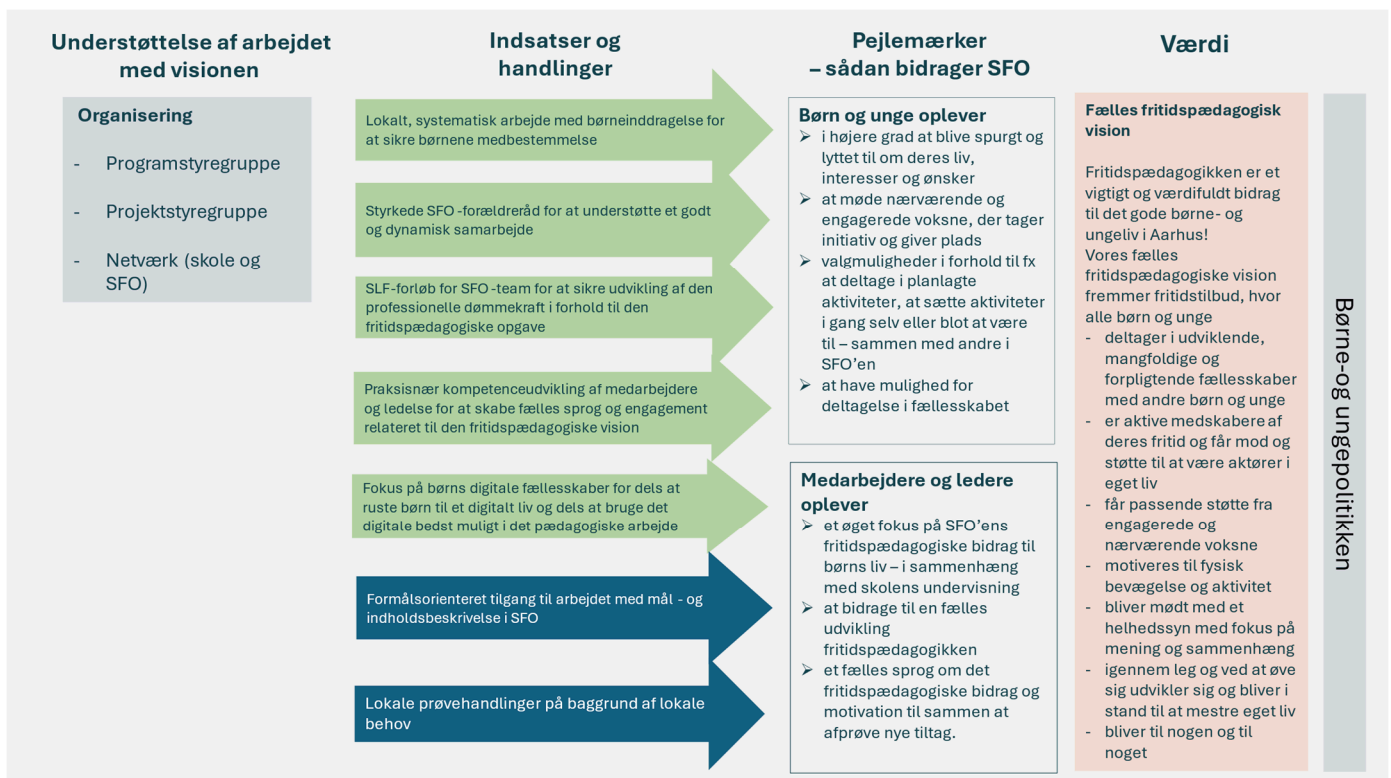 Understøttelse af arbejdet
med visionen
Organisering
- Programstyregruppe
- Projektstyregruppe
- Netværk (skole og
SFO)
Indsatser og
handlinger
Lokalt, systematisk arbejde med børneinddragelse for
at sikre børnene medbestemmelse
Styrkede SFO-forældreråd for at understøtte et godt
og dynamisk samarbejde
SLF-forløb for SFO-team for at sikre udvikling af den
professionelle dømmekraft i forhold til den
fritidspædagogiske opgave
Praksisnær kompetenceudvikling af medarbejdere
og ledelse for at skabe fælles sprog og engagement
relateret til den fritidspædagogiske vision
Fokus på børns digitale fællesskaber for dels at
ruste børn til et digitalt liv og dels at bruge det
digitale bedst muligt i det pædagogiske arbejde
Formålsorienteret tilgang til arbejdet med mål- og
indholdsbeskrivelse i SFO
Lokale prøvehandlinger på baggrund af lokale
behov
Pejlemærker
– sådan bidrager SFO
Børn og unge oplever
➢ i højere grad at blive spurgt og
lyttet til om deres liv,
interesser og ønsker
➢ at møde nærværende og
engagerede voksne, der tager
initiativ og giver plads
➢ valgmuligheder i forhold til fx
at deltage i planlagte
aktiviteter, at sætte aktiviteter
i gang selv eller blot at være
til – sammen med andre i
SFO’en
➢ at have mulighed for
deltagelse i fællesskabet
Medarbejdere og ledere
oplever
➢ et øget fokus på SFO’ens
fritidspædagogiske bidrag til
børns liv – i sammenhæng
med skolens undervisning
➢ at bidrage til en fælles
udvikling
fritidspædagogikken
➢ et fælles sprog om det
fritidspædagogiske bidrag og
motivation til sammen at
afprøve nye tiltag.
Værdi
Fælles fritidspædagogisk
vision
Fritidspædagogikken er et
vigtigt og værdifuldt bidrag
til det gode børne- og
ungeliv i Aarhus!
Vores fælles
fritidspædagogiske vision
fremmer fritidstilbud, hvor
alle børn og unge
- deltager i udviklende,
mangfoldige og
forpligtende fællesskaber
med andre børn og unge
- er aktive medskabere af
deres fritid og får mod og
støtte til at være aktører i
eget liv
- får passende støtte fra
engagerede og
nærværende voksne
- motiveres til fysisk
bevægelse og aktivitet
- bliver mødt med et
helhedssyn med fokus på
mening og sammenhæng
- igennem leg og ved at øve
sig udvikler sig og bliver i
stand til at mestre eget liv
- bliver til nogen og til
noget
Børne-og ungepolitikken